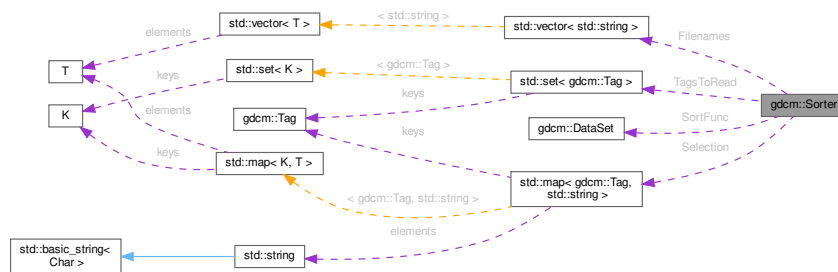 < std::string >
std::vector< T >
std::vector< std::string >
elements
Filenames
T
keys
std::set< K >
< gdcm::Tag >
std::set< gdcm::Tag >
TagsToRead
gdcm::Sorter
K
keys
gdcm::Tag
SortFunc
gdcm::DataSet
elements
keys
Selection
keys
std::map< K, T >
std::map< gdcm::Tag,
std::string >
< gdcm::Tag, std::string >
elements
std::basic_string<
Char >
std::string